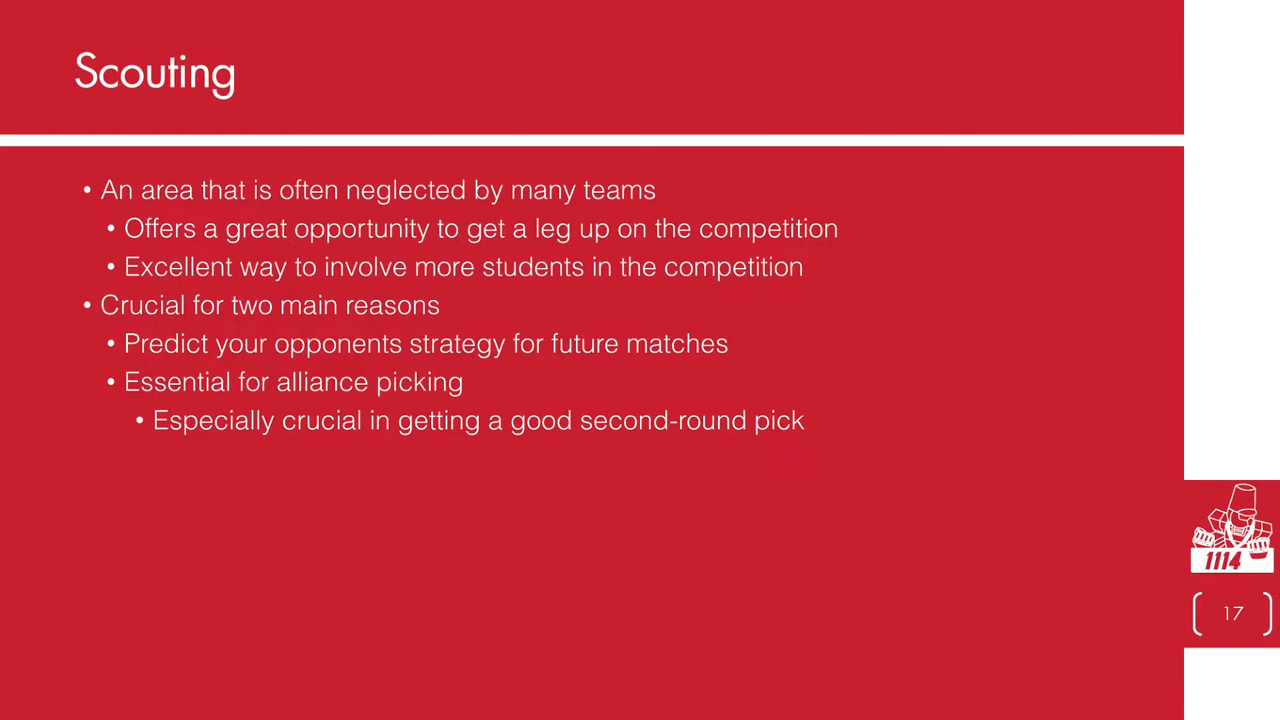 Scouting
• An area that is often neglected by many teams
• Offers a great opportunity to get a leg up on the competition
• Excellent way to involve more students in the competition
• Crucial for two main reasons
• Predict your opponents strategy for future matches
• Essential for alliance picking
• Especially crucial in getting a good second-round pick
1114
17